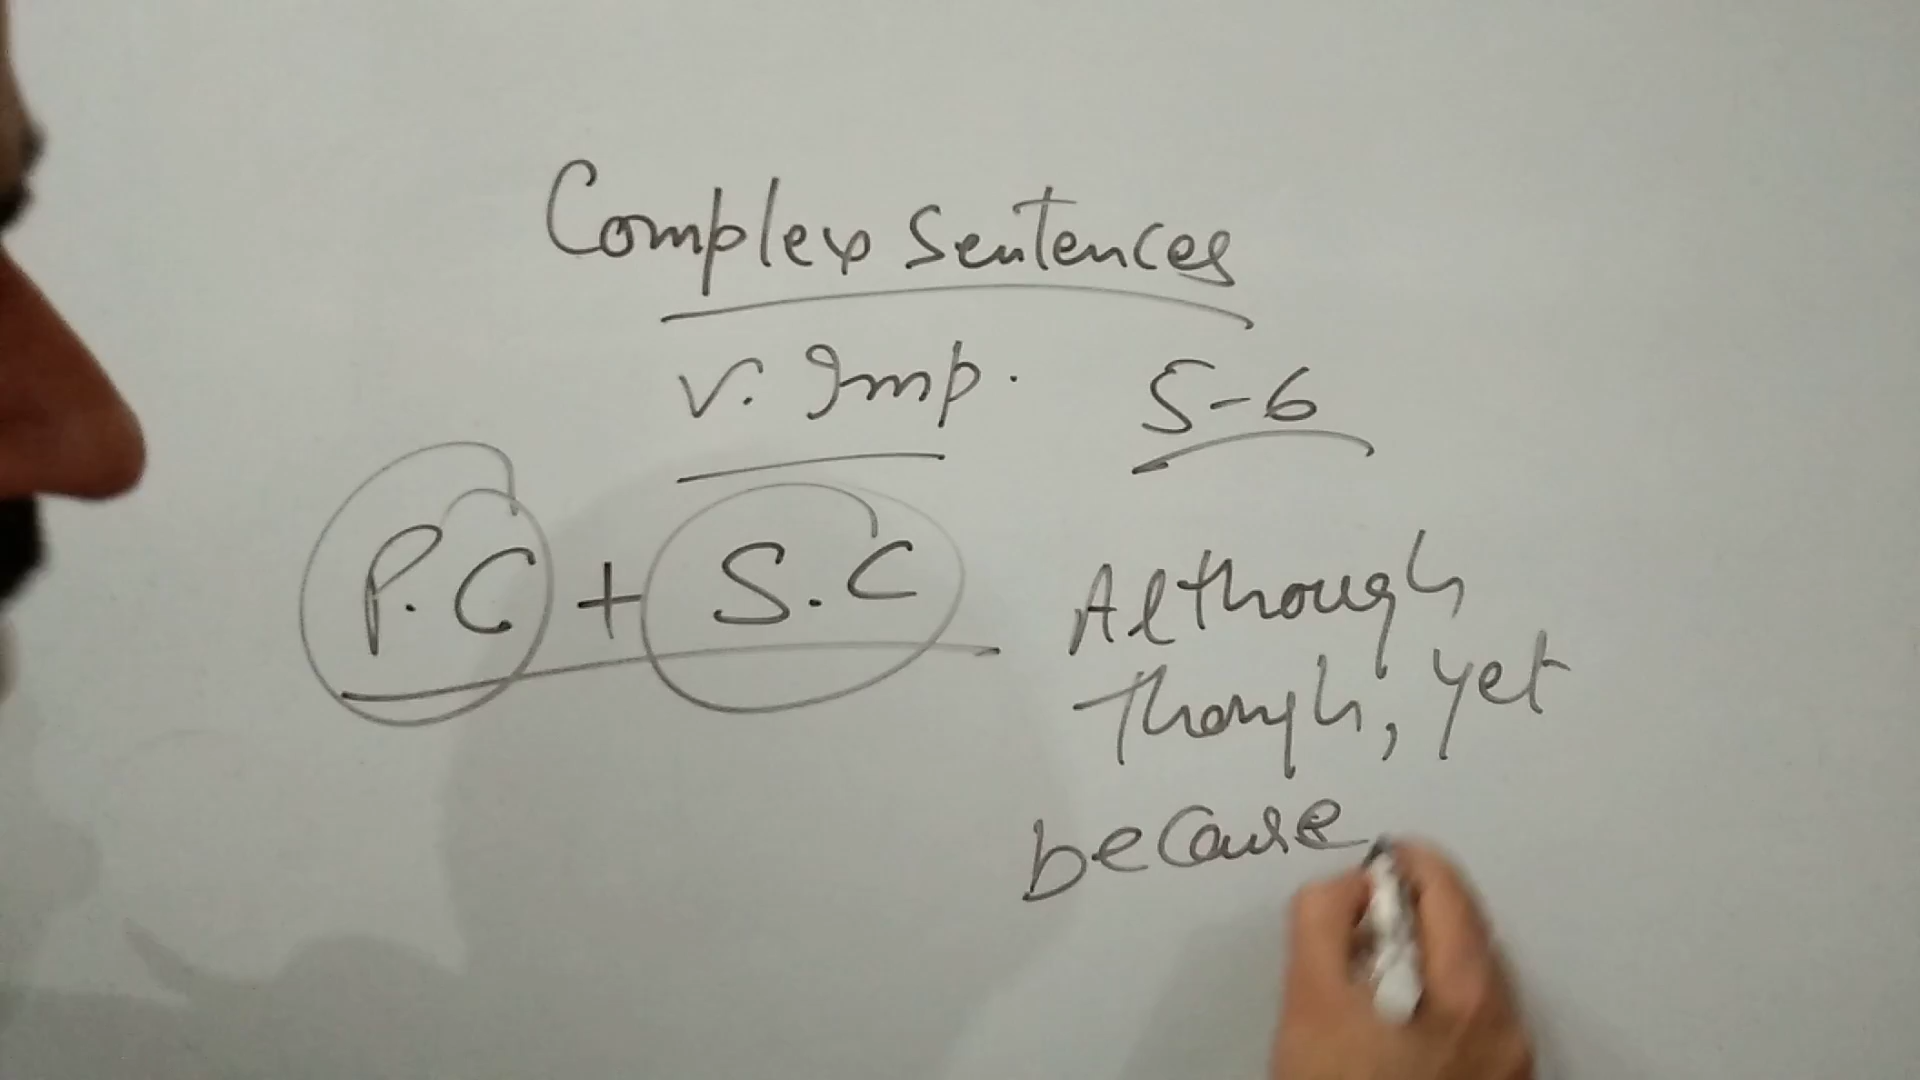 Complex Sentences
V. Imp. 5-6
P.C + S.C
Although
though, yet
because,